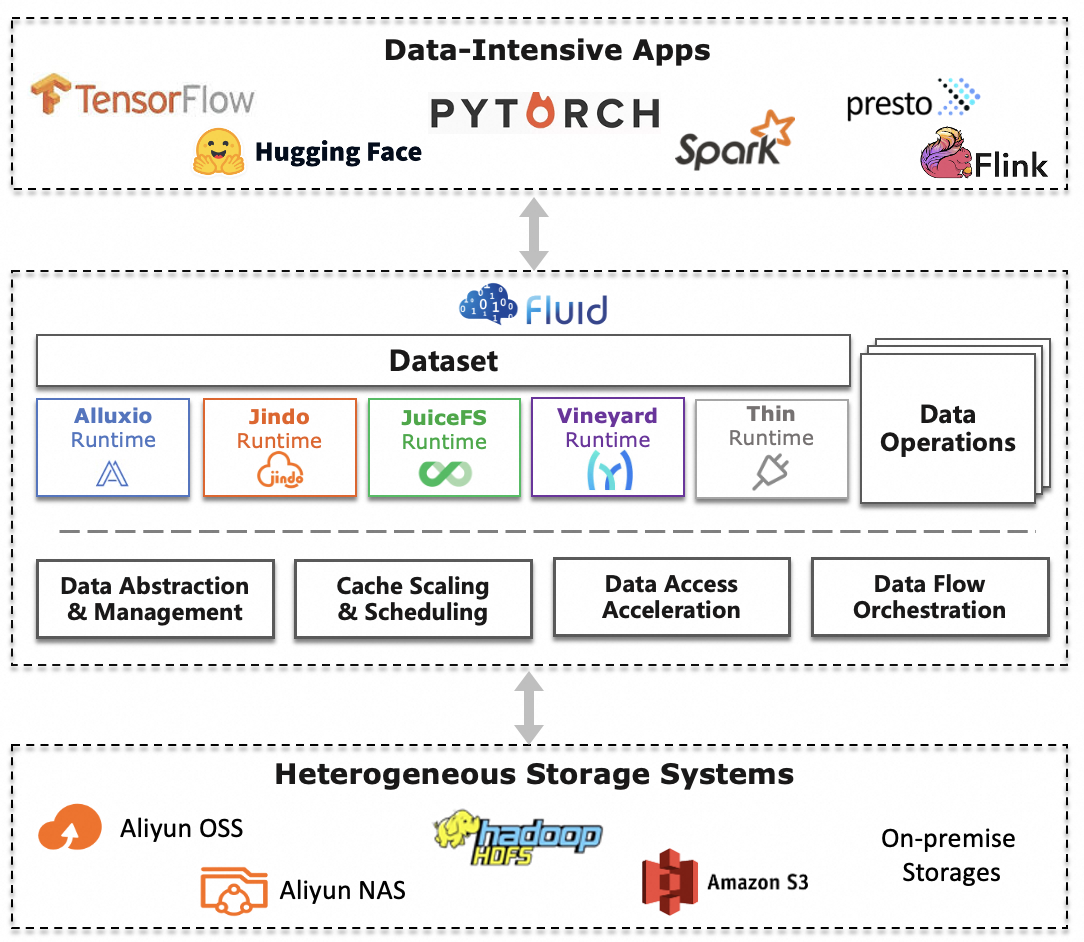 Data-Intensive Apps
TensorFlow
PYTORCH
presto
Hugging Face
Spark
Flink
Fluid
Dataset
Data
Operations
Alluxio
Runtime
Jindo
Runtime
jindo
JuiceFS
Runtime
Vineyard
Runtime
Thin
Runtime
Data Abstraction
& Management
Cache Scaling
& Scheduling
Data Access
Acceleration
Data Flow
Orchestration
Heterogeneous Storage Systems
Aliyun OSS
hadoop
HDFS
On-premise
Storages
Aliyun NAS
Amazon S3